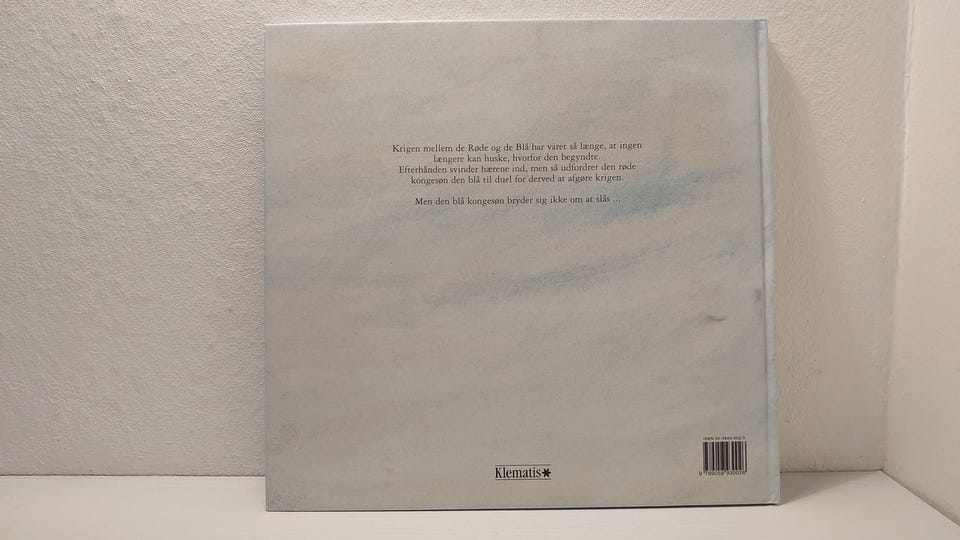 Krigen mellem de Røde og de Blå har varet så længe, at ingen
længere kan huske, hvorfor den begyndte.
Efterhånden svinder hærene ind, men så udfordrer den røde
kongesøn den blå til duel for derved at afgøre krigen.
Men den blå kongesøn bryder sig ikke om at slås ...
ISBN
Klematis